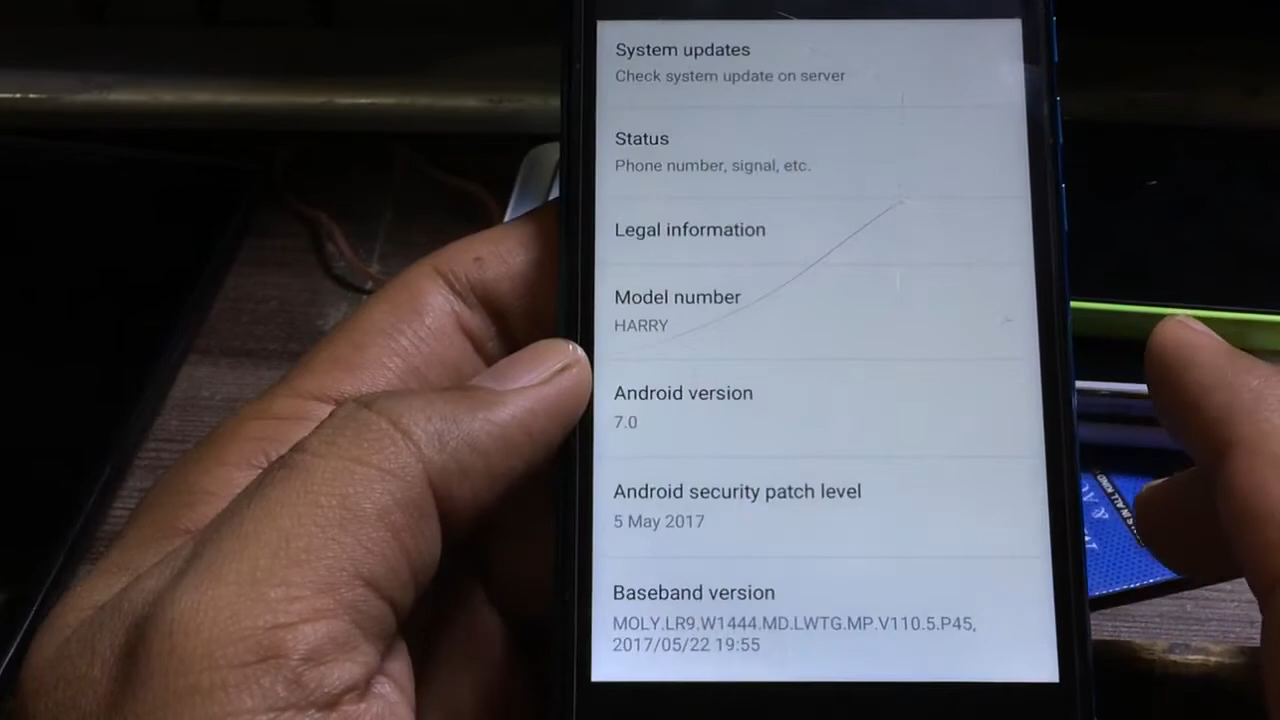 System updates
Check system update on server
Status
Phone number, signal, etc.
Legal information
Model number
HARRY
Android version
7.0
Android security patch level
5 May 2017
Baseband version
MOLY.LR9.W1444.MD.LWTG.MP.V110.5.P45,
2017/05/22 19:55